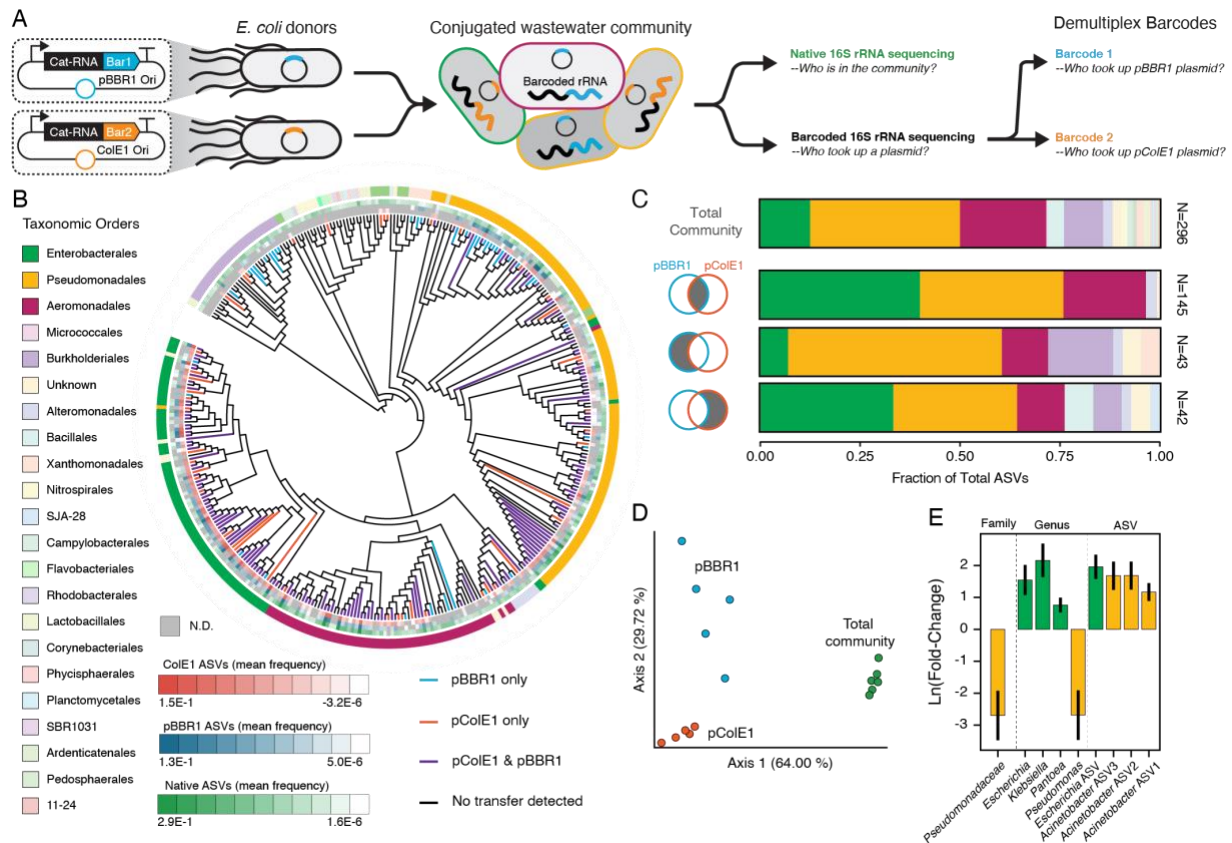 A
E. coli donors
Conjugated wastewater community
Demultiplex Barcodes
Cat-RNA Bar1
pBBR1 Ori
Cat-RNA Bar2
ColE1 Ori
Barcoded rRNA
Native 16S rRNA sequencing
--Who is in the community?
Barcoded 16S rRNA sequencing
--Who took up a plasmid?
Barcode 1
--Who took up pBBR1 plasmid?
Barcode 2
--Who took up pColE1 plasmid?
B
Taxonomic Orders
Enterobacterales
Pseudomonadales
Aeromonadales
Micrococcales
Burkholderiales
Unknown
Alteromonadales
Bacillales
Xanthomonadales
Nitrospirales
SJA-28
Campylobacterales
Flavobacteriales
Rhodobacterales
Lactobacillales
Corynebacteriales
Phycisphaerales
Planctomycetales
SBR1031
Ardenticatenales
Pedosphaerales
11-24
N.D.
ColE1 ASVs (mean frequency)
1.5E-1 -3.2E-6
pBBR1 ASVs (mean frequency)
1.3E-1 5.0E-6
Native ASVs (mean frequency)
2.9E-1 1.6E-6
pBBR1 only
pColE1 only
pColE1 & pBBR1
No transfer detected
C
Total
Community
pBBR1 pColE1
N=296
N=145
N=43
N=42
0.00 0.25 0.50 0.75 1.00
Fraction of Total ASVs
D
pBBR1
Total
community
pColE1
Axis 2 (29.72 %)
Axis 1 (64.00 %)
E
Family Genus ASV
Ln(Fold-Change)
2
1
0
-1
-2
-3
Pseudomonadaceae
Escherichia
Klebsiella
Pantoea
Pseudomonas
Escherichia ASV
Acinetobacter ASV3
Acinetobacter ASV2
Acinetobacter ASV1